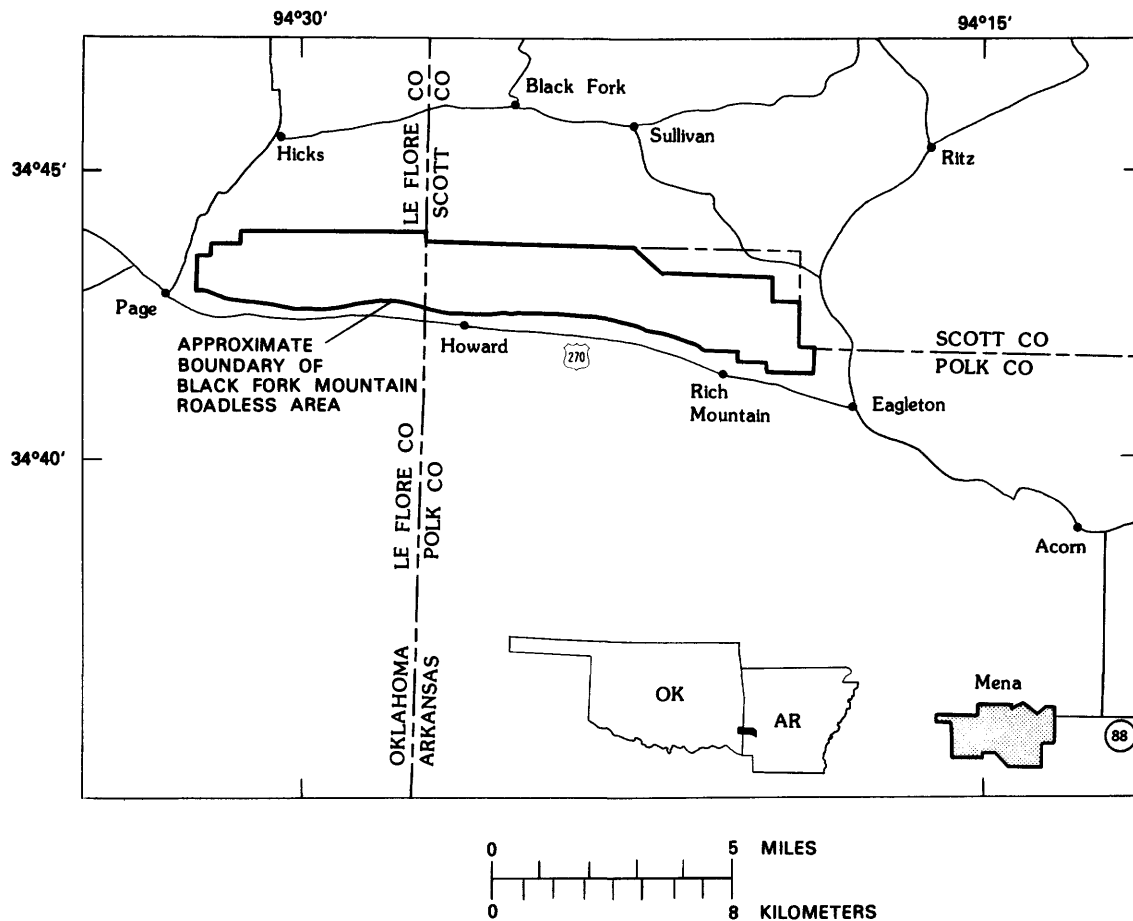 94°30'
94°15'
Black Fork
LE FLORE CO
SCOTT CO
Sullivan
Hicks
Ritz
34°45'
Page
APPROXIMATE
BOUNDARY OF
BLACK FORK MOUNTAIN
ROADLESS AREA
Howard
270
SCOTT CO
POLK CO
Rich
Mountain
Eagleton
34°40'
LE FLORE CO
POLK CO
Acorn
OKLAHOMA
ARKANSAS
OK
AR
Mena
88
0 5 MILES
0 8 KILOMETERS